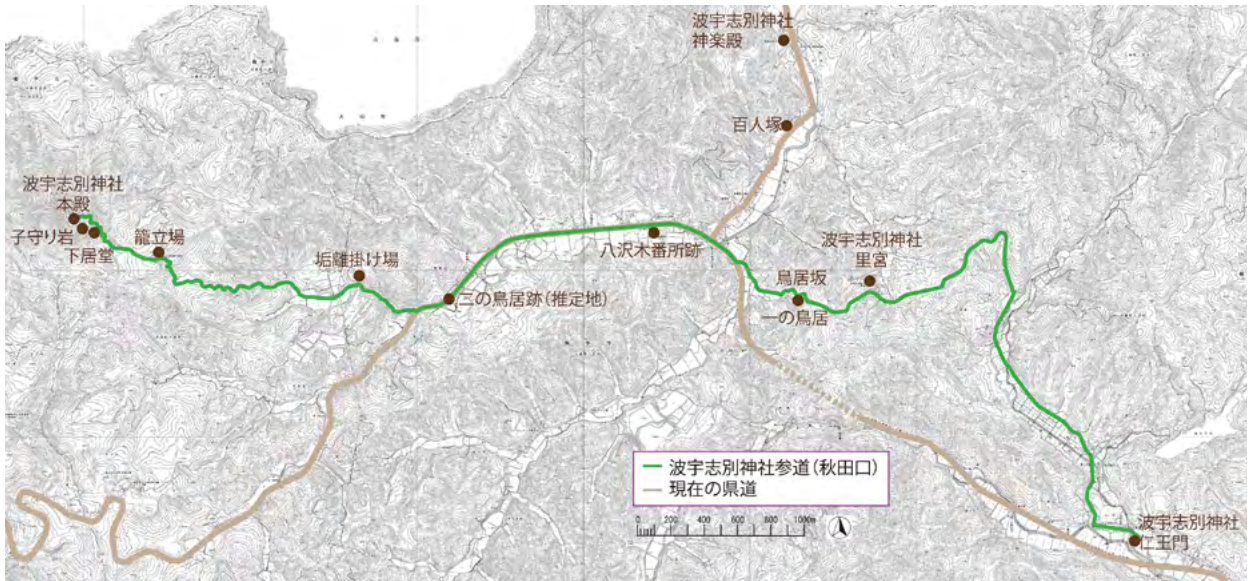 波宇志別神社
神楽殿
百人塚
波宇志別神社
本殿
子守り岩
下居堂
籠立場
垢離掛け場
二の鳥居跡(推定地)
八沢木番所跡
鳥居坂
一の鳥居
波宇志別神社
里宮
波宇志別神社参道(秋田口)
現在の県道
0 200 400 600 800 1000m
波宇志別神社
仁王門